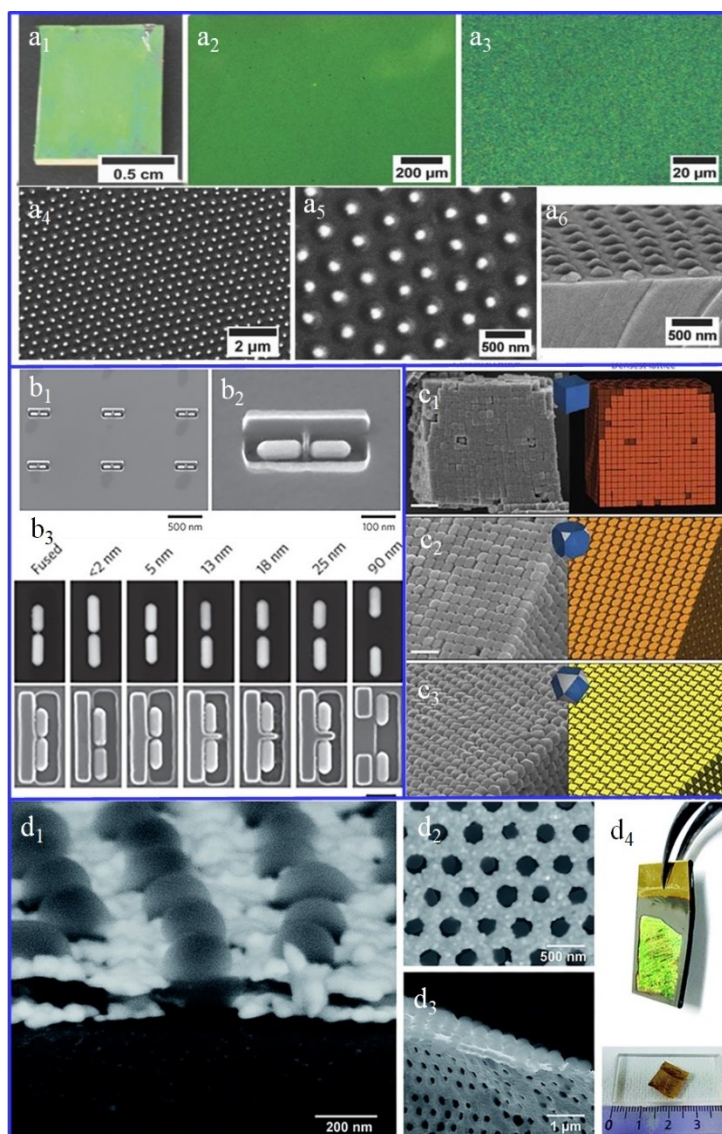 a1
a2
a3
0.5 cm
200 µm
20 µm
a4
a5
a6
2 µm
500 nm
500 nm
b1
b2
500 nm
100 nm
b3
Fused
<2 nm
5 nm
13 nm
18 nm
25 nm
90 nm
c1
c2
c3
d1
200 nm
d2
500 nm
d3
1 µm
d4
0 1 2 3